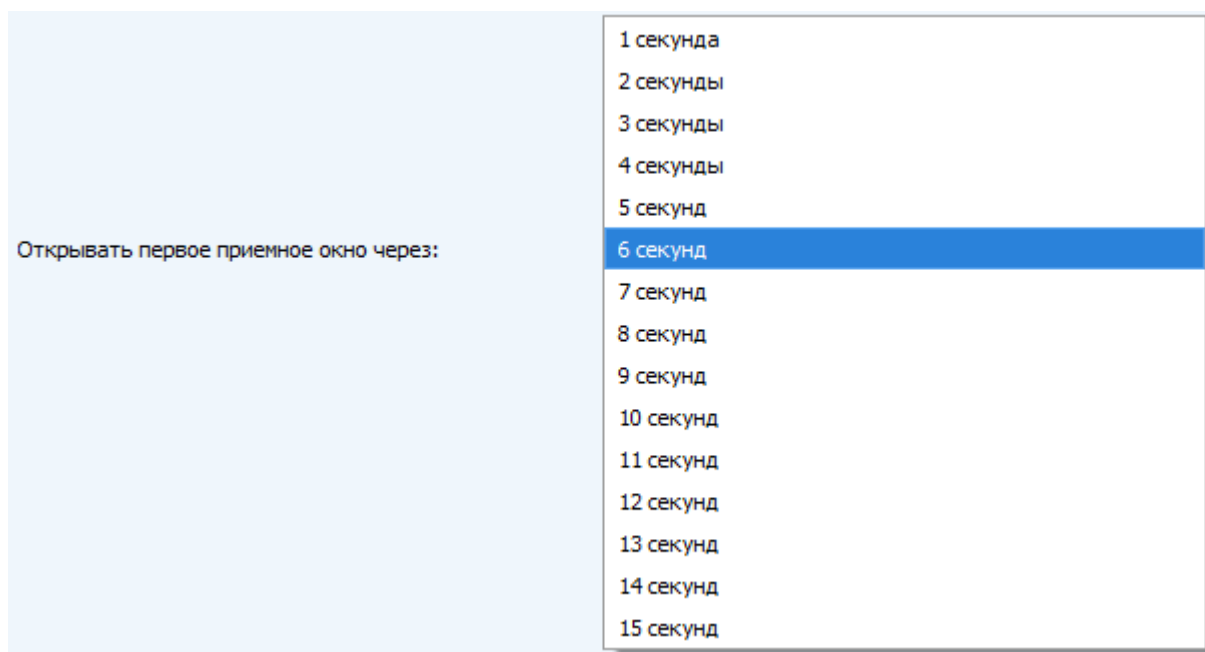 Открывать первое приемное окно через:
1 секунда
2 секунды
3 секунды
4 секунды
5 секунд
6 секунд
7 секунд
8 секунд
9 секунд
10 секунд
11 секунд
12 секунд
13 секунд
14 секунд
15 секунд